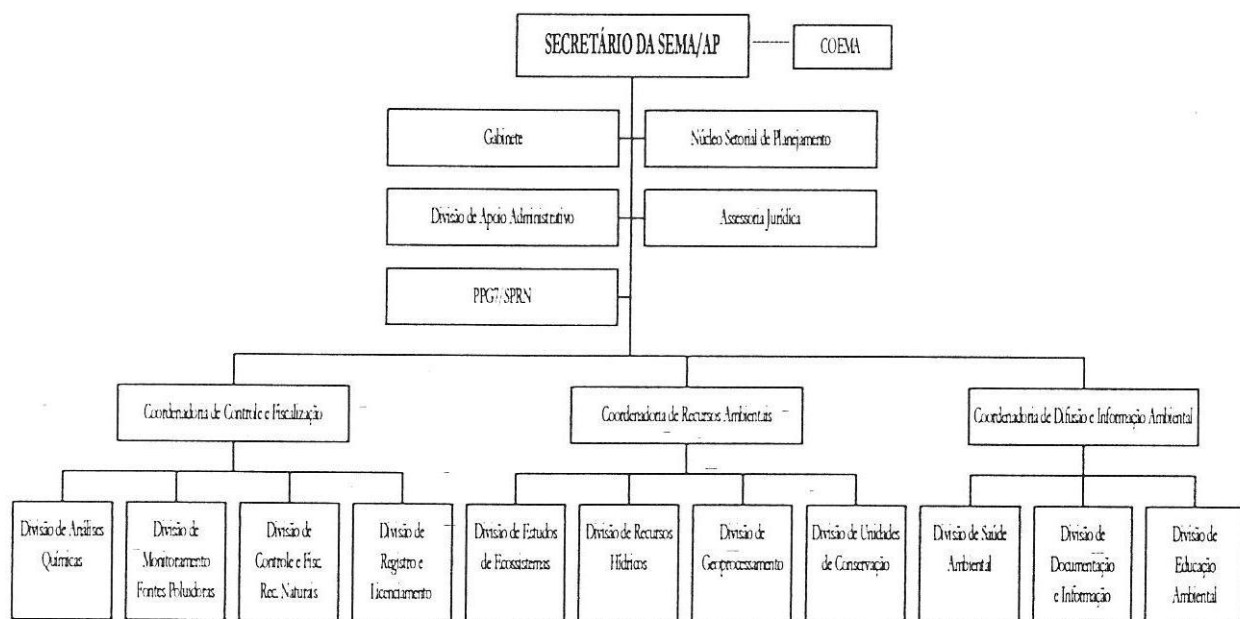 SECRETÁRIO DA SEMA/AP
COEMA
Gabinete
Núcleo Setorial de Planejamento
Divisão de Apoio Administrativo
Assessoria Jurídica
PPG7/SPRN
Coordenadoria de Controle e Fiscalização
Coordenadoria de Recursos Ambientais
Coordenadoria de Difusão e Informação Ambiental
Divisão de Análises
Químicas
Divisão de
Monitoramento
Fontes Poluidoras
Divisão de
Controle e Fisc.
Rec. Naturais
Divisão de
Registro e
Licenciamento
Divisão de Estudos
de Ecossistemas
Divisão de Recursos
Hídricos
Divisão de
Geoprocessamento
Divisão de Unidades
de Conservação
Divisão de Saúde
Ambiental
Divisão de
Documentação
e Informação
Divisão de
Educação
Ambiental